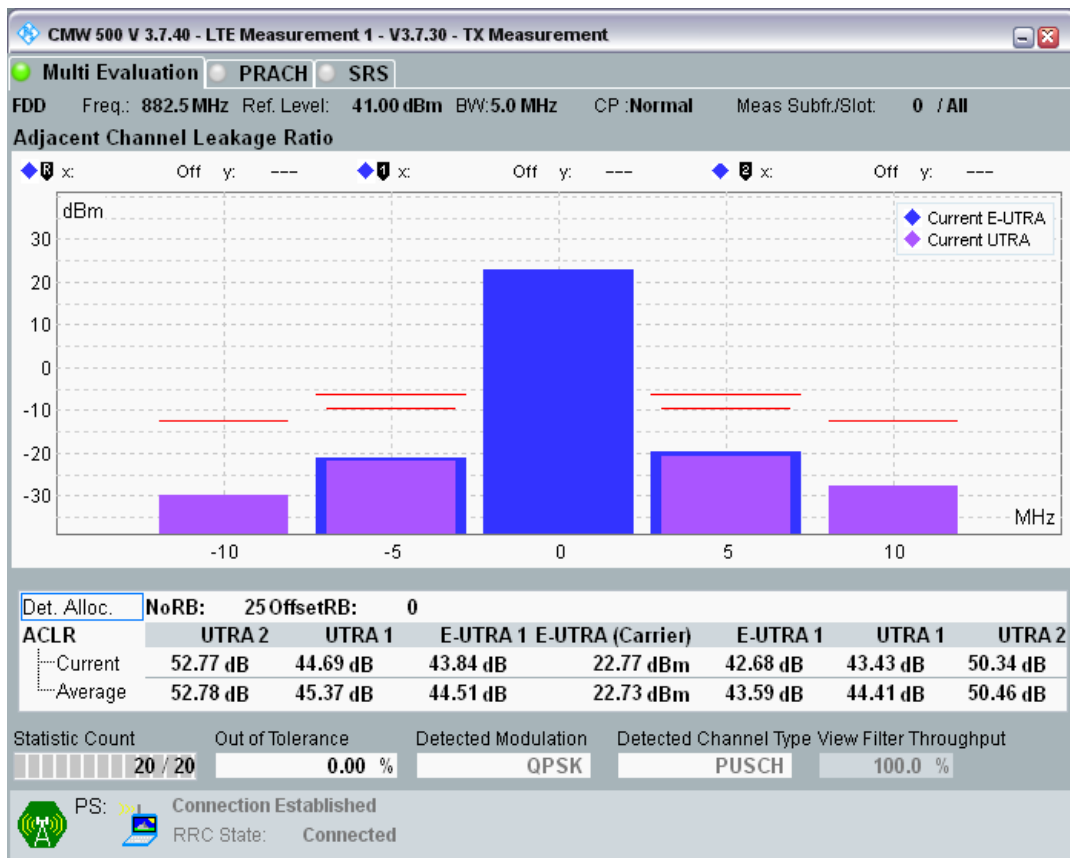 CMW 500 V 3.7.40 - LTE Measurement 1 - V3.7.30 - TX Measurement
Multi Evaluation PRACH SRS
FDD Freq.: 882.5 MHz Ref. Level: 41.00 dBm BW:5.0 MHz CP :Normal Meas Subfr./Slot: 0 / All
Adjacent Channel Leakage Ratio
R x: Off y: --- 1 x: Off y: --- 2 x: Off y: ---
dBm
Current E-UTRA
Current UTRA
30
20
10
0
-10
-20
-30
MHz
-10 -5 0 5 10
Det. Alloc. NoRB: 25 OffsetRB: 0
ACLR UTRA 2 UTRA 1 E-UTRA 1 E-UTRA (Carrier) E-UTRA 1 UTRA 1 UTRA 2
Current 52.77 dB 44.69 dB 43.84 dB 22.77 dBm 42.68 dB 43.43 dB 50.34 dB
Average 52.78 dB 45.37 dB 44.51 dB 22.73 dBm 43.59 dB 44.41 dB 50.46 dB
Statistic Count Out of Tolerance Detected Modulation Detected Channel Type View Filter Throughput
20 / 20 0.00 % QPSK PUSCH 100.0 %
PS: Connection Established
RRC State: Connected